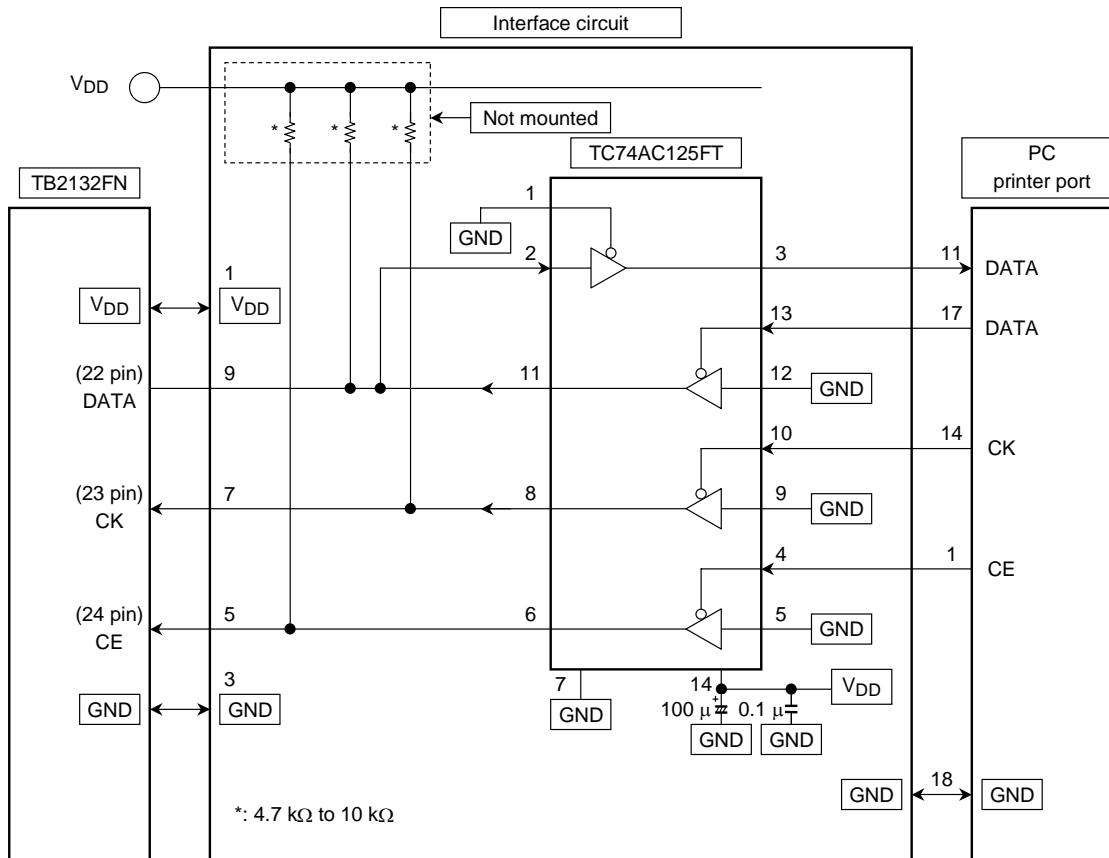 Interface circuit
VDD
* * *
Not mounted
TC74AC125FT
PC
printer port
TB2132FN
1
GND
2
3
11
DATA
1
VDD
VDD
13
17
DATA
(22 pin)
DATA
9
11
12
GND
10
14
CK
(23 pin)
CK
7
8
9
GND
4
1
CE
(24 pin)
CE
5
6
5
GND
3
GND
GND
7
GND
14
VDD
100 μ
+
0.1 μ
GND
GND
GND
18
GND
*: 4.7 kΩ to 10 kΩ